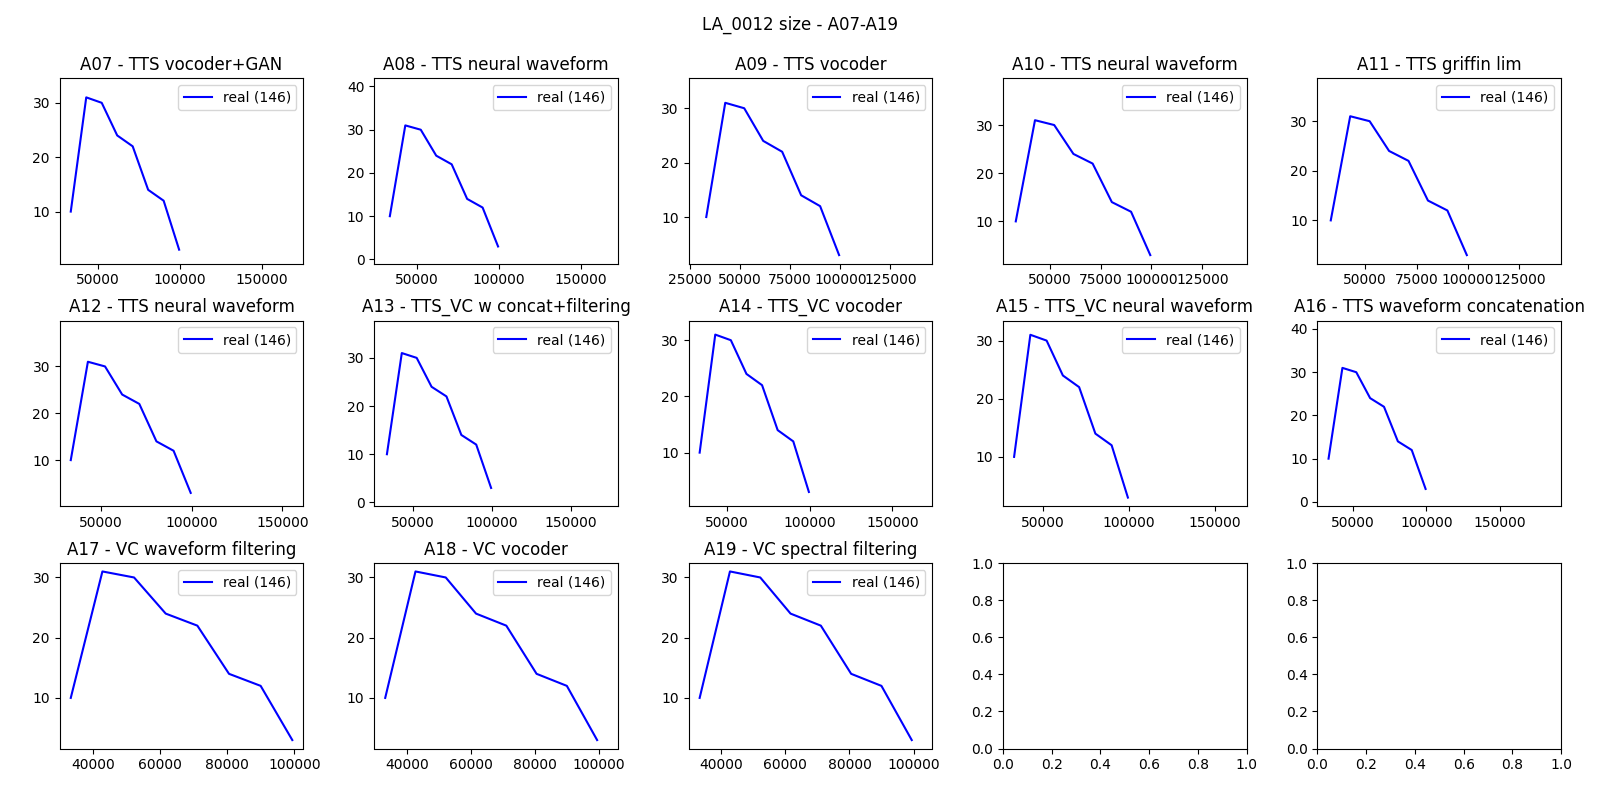 LA_0012 size - A07-A19
A07 - TTS vocoder+GAN
real (146)
30
20
10
50000 100000 150000
A08 - TTS neural waveform
real (146)
40
30
20
10
0
50000 100000 150000
A09 - TTS vocoder
real (146)
30
20
10
25000 50000 75000 100000 125000
A10 - TTS neural waveform
real (146)
30
20
10
50000 75000 100000 125000
A11 - TTS griffin lim
real (146)
30
20
10
50000 75000 100000 125000
A12 - TTS neural waveform
real (146)
30
20
10
50000 100000 150000
A13 - TTS_VC w concat+filtering
real (146)
30
20
10
0
50000 100000 150000
A14 - TTS_VC vocoder
real (146)
30
20
10
50000 100000 150000
A15 - TTS_VC neural waveform
real (146)
30
20
10
50000 100000 150000
A16 - TTS waveform concatenation
real (146)
40
30
20
10
0
50000 100000 150000
A17 - VC waveform filtering
real (146)
30
20
10
40000 60000 80000 100000
A18 - VC vocoder
real (146)
30
20
10
40000 60000 80000 100000
A19 - VC spectral filtering
real (146)
30
20
10
40000 60000 80000 100000
1.0
0.8
0.6
0.4
0.2
0.0
0.0 0.2 0.4 0.6 0.8 1.0
1.0
0.8
0.6
0.4
0.2
0.0
0.0 0.2 0.4 0.6 0.8 1.0